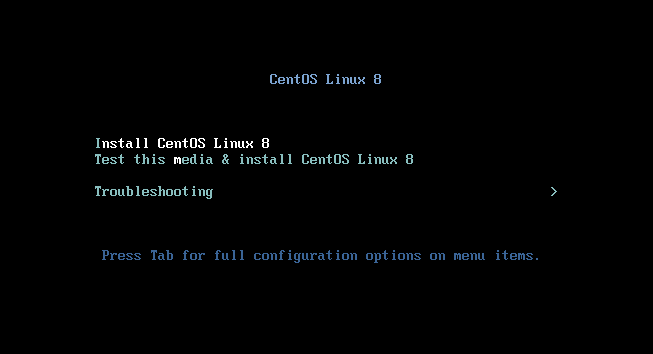 CentOS Linux 8
Install CentOS Linux 8
Test this media & install CentOS Linux 8
Troubleshooting >
Press Tab for full configuration options on menu items.